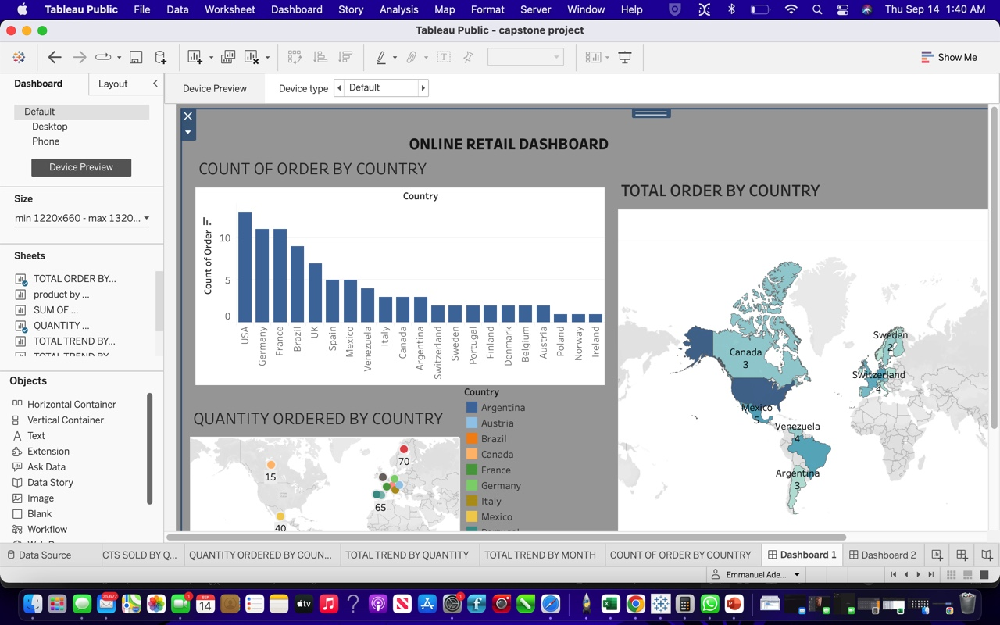 Tableau Public File Data Worksheet Dashboard Story Analysis Map Format Server Window Help Thu Sep 14 1:40 AM
Tableau Public - capstone project
Show Me
Dashboard Layout
Device Preview Device type Default
Default
Desktop
Phone
Device Preview
Size
min 1220x660 - max 1320...
Sheets
TOTAL ORDER BY...
product by ...
SUM OF ...
QUANTITY ...
TOTAL TREND BY...
TOTAL TREND BY
Objects
Horizontal Container
Vertical Container
Text
Extension
Ask Data
Data Story
Image
Blank
Workflow
ONLINE RETAIL DASHBOARD
COUNT OF ORDER BY COUNTRY
Country
Count of Order
10
5
0
USA
Germany
France
Brazil
UK
Spain
Mexico
Venezuela
Italy
Canada
Argentina
Switzerland
Sweden
Portugal
Finland
Denmark
Belgium
Austria
Poland
Norway
Ireland
QUANTITY ORDERED BY COUNTRY
15
70
65
40
Country
Argentina
Austria
Brazil
Canada
France
Germany
Italy
Mexico
Portugal
TOTAL ORDER BY COUNTRY
Canada
3
Sweden
2
Switzerland
2
Mexico
5
Venezuela
4
Argentina
3
Data Source CTS SOLD BY Q... QUANTITY ORDERED BY COUN... TOTAL TREND BY QUANTITY TOTAL TREND BY MONTH COUNT OF ORDER BY COUNTRY Dashboard 1 Dashboard 2
Emmanuel Ade...
SEP
14
tv